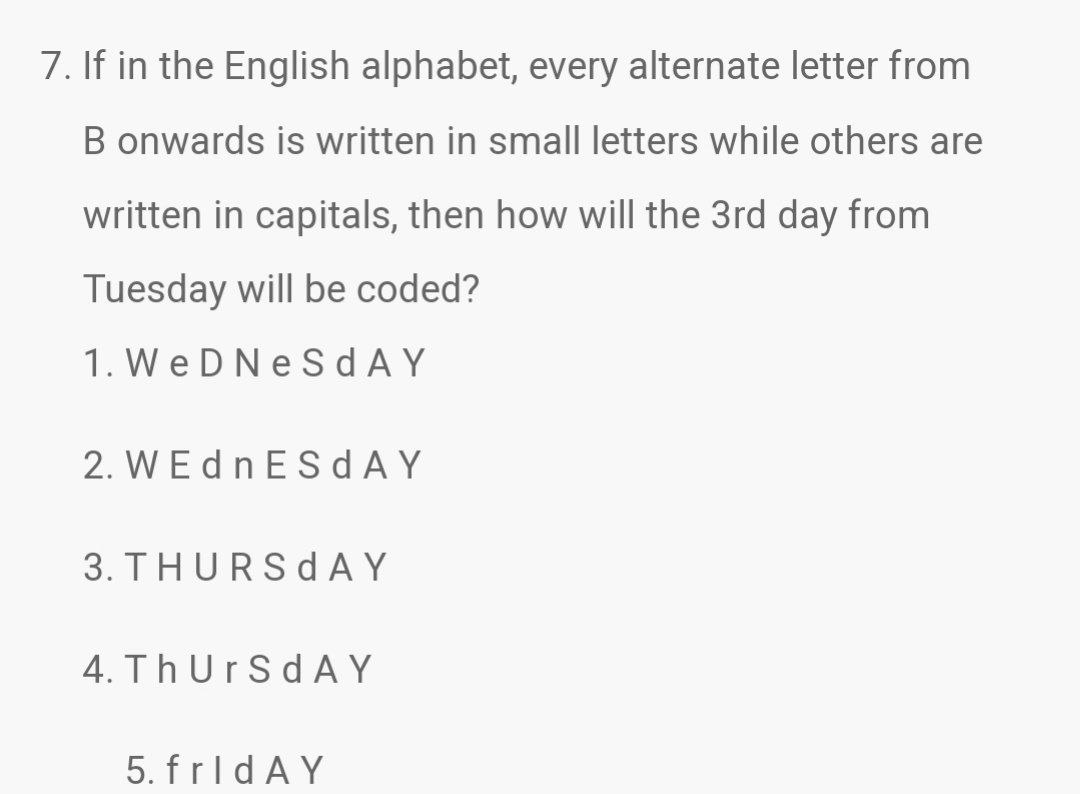 7. If in the English alphabet, every alternate letter from
B onwards is written in small letters while others are
written in capitals, then how will the 3rd day from
Tuesday will be coded?
1. W e D N e S d A Y
2. W E d n E S d A Y
3. T H U R S d A Y
4. T h U r S d A Y
5. f r I d A Y